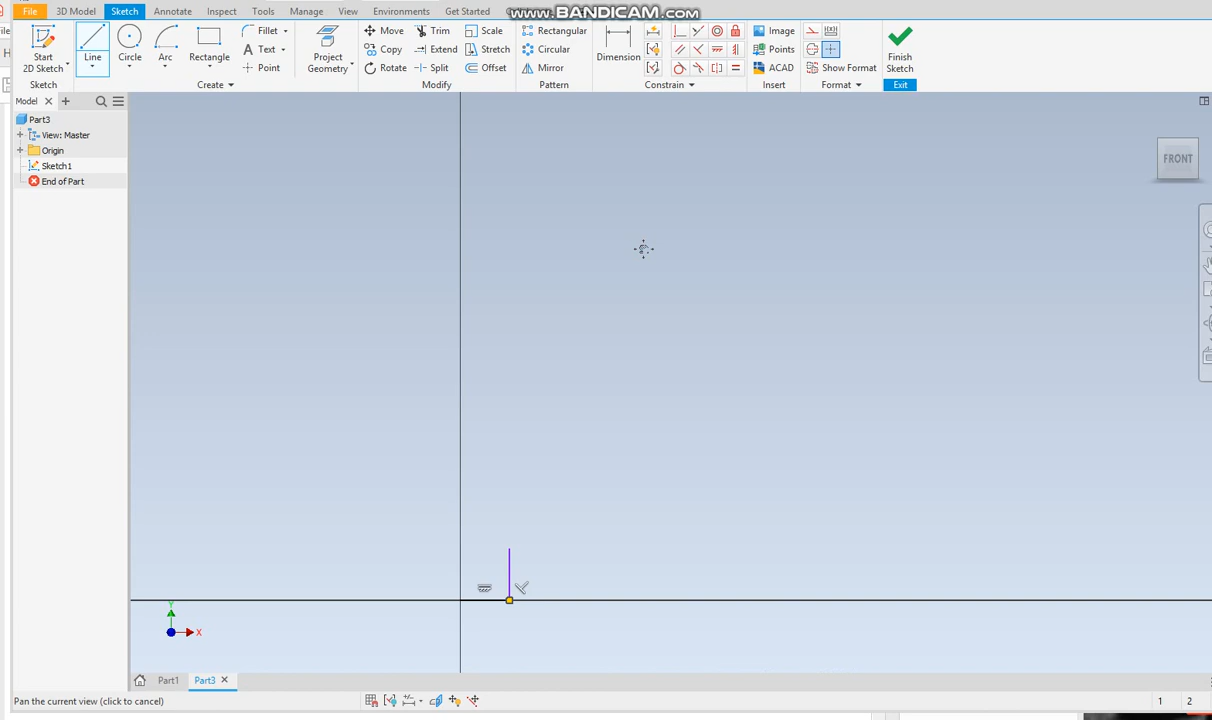 www.BANDICAM.com
File 3D Model Sketch Annotate Inspect Tools Manage View Environments Get Started
Start 2D Sketch Line Circle Arc Rectangle Fillet Text Point Project Geometry Move Copy Rotate Trim Extend Split Scale Stretch Offset Rectangular Circular Mirror Dimension Image Points ACAD Show Format Finish Sketch
Sketch Create Modify Pattern Constrain Insert Format Exit
Model
Part3
View: Master
Origin
Sketch1
End of Part
FRONT
Y
X
Part1 Part3
Pan the current view (click to cancel) 1 2